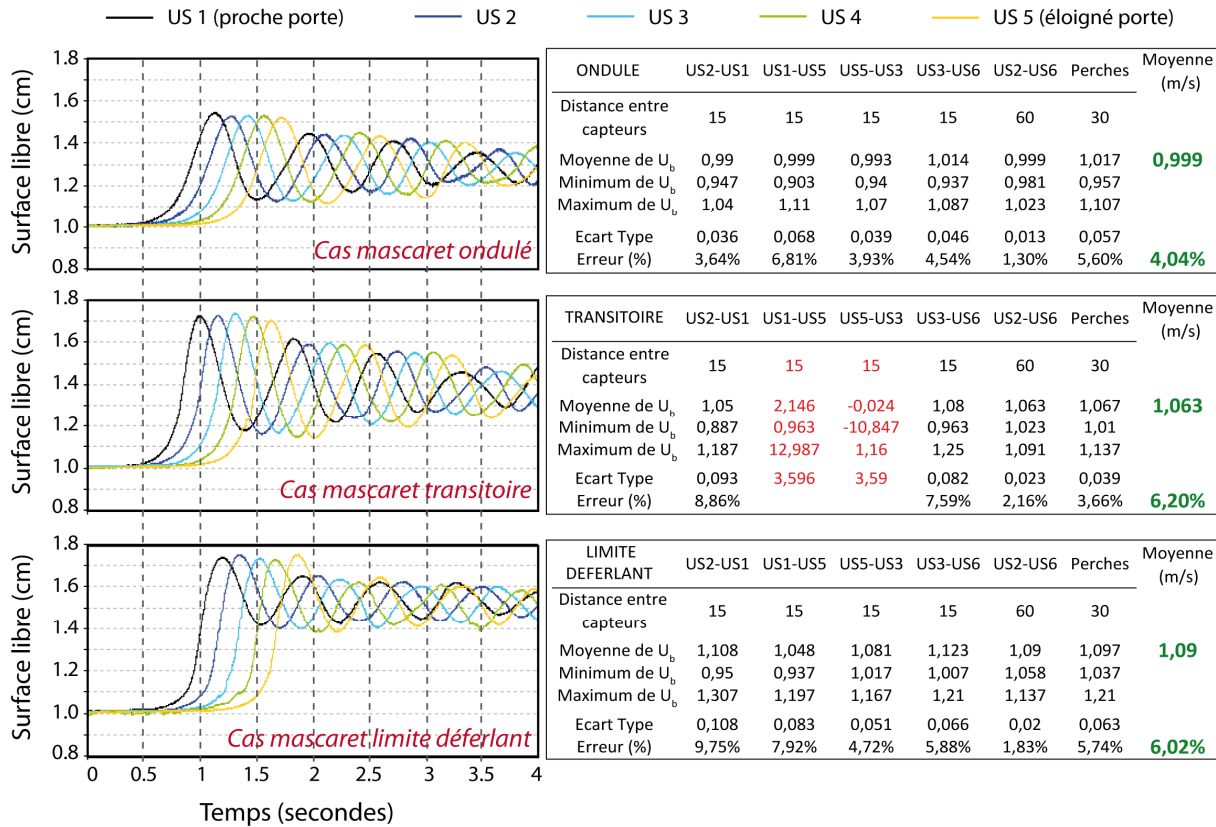 US 1 (proche porte) US 2 US 3 US 4 US 5 (éloigné porte)
Surface libre (cm)
1.8
1.6
1.4
1.2
1.0
0.8
Cas mascaret ondulé
ONDULE US2-US1 US1-US5 US5-US3 US3-US6 US2-US6 Perches
Moyenne
(m/s)
Distance entre
capteurs
15 15 15 15 60 30
Moyenne de Ub 0,99 0,999 0,993 1,014 0,999 1,017 0,999
Minimum de Ub 0,947 0,903 0,94 0,937 0,981 0,957
Maximum de Ub 1,04 1,11 1,07 1,087 1,023 1,107
Ecart Type 0,036 0,068 0,039 0,046 0,013 0,057
Erreur (%) 3,64% 6,81% 3,93% 4,54% 1,30% 5,60% 4,04%
Surface libre (cm)
1.8
1.6
1.4
1.2
1.0
0.8
Cas mascaret transitoire
TRANSITOIRE US2-US1 US1-US5 US5-US3 US3-US6 US2-US6 Perches
Moyenne
(m/s)
Distance entre
capteurs
15 15 15 15 60 30
Moyenne de Ub 1,05 2,146 -0,024 1,08 1,063 1,067 1,063
Minimum de Ub 0,887 0,963 -10,847 0,963 1,023 1,01
Maximum de Ub 1,187 12,987 1,16 1,25 1,091 1,137
Ecart Type 0,093 3,596 3,59 0,082 0,023 0,039
Erreur (%) 8,86% 7,59% 2,16% 3,66% 6,20%
Surface libre (cm)
1.8
1.6
1.4
1.2
1.0
0.8
Cas mascaret limite déferlant
0 0.5 1 1.5 2 2.5 3 3.5 4
Temps (secondes)
LIMITE
DEFERLANT
US2-US1 US1-US5 US5-US3 US3-US6 US2-US6 Perches
Moyenne
(m/s)
Distance entre
capteurs
15 15 15 15 60 30
Moyenne de Ub 1,108 1,048 1,081 1,123 1,09 1,097 1,09
Minimum de Ub 0,95 0,937 1,017 1,007 1,058 1,037
Maximum de Ub 1,307 1,197 1,167 1,21 1,137 1,21
Ecart Type 0,108 0,083 0,051 0,066 0,02 0,063
Erreur (%) 9,75% 7,92% 4,72% 5,88% 1,83% 5,74% 6,02%